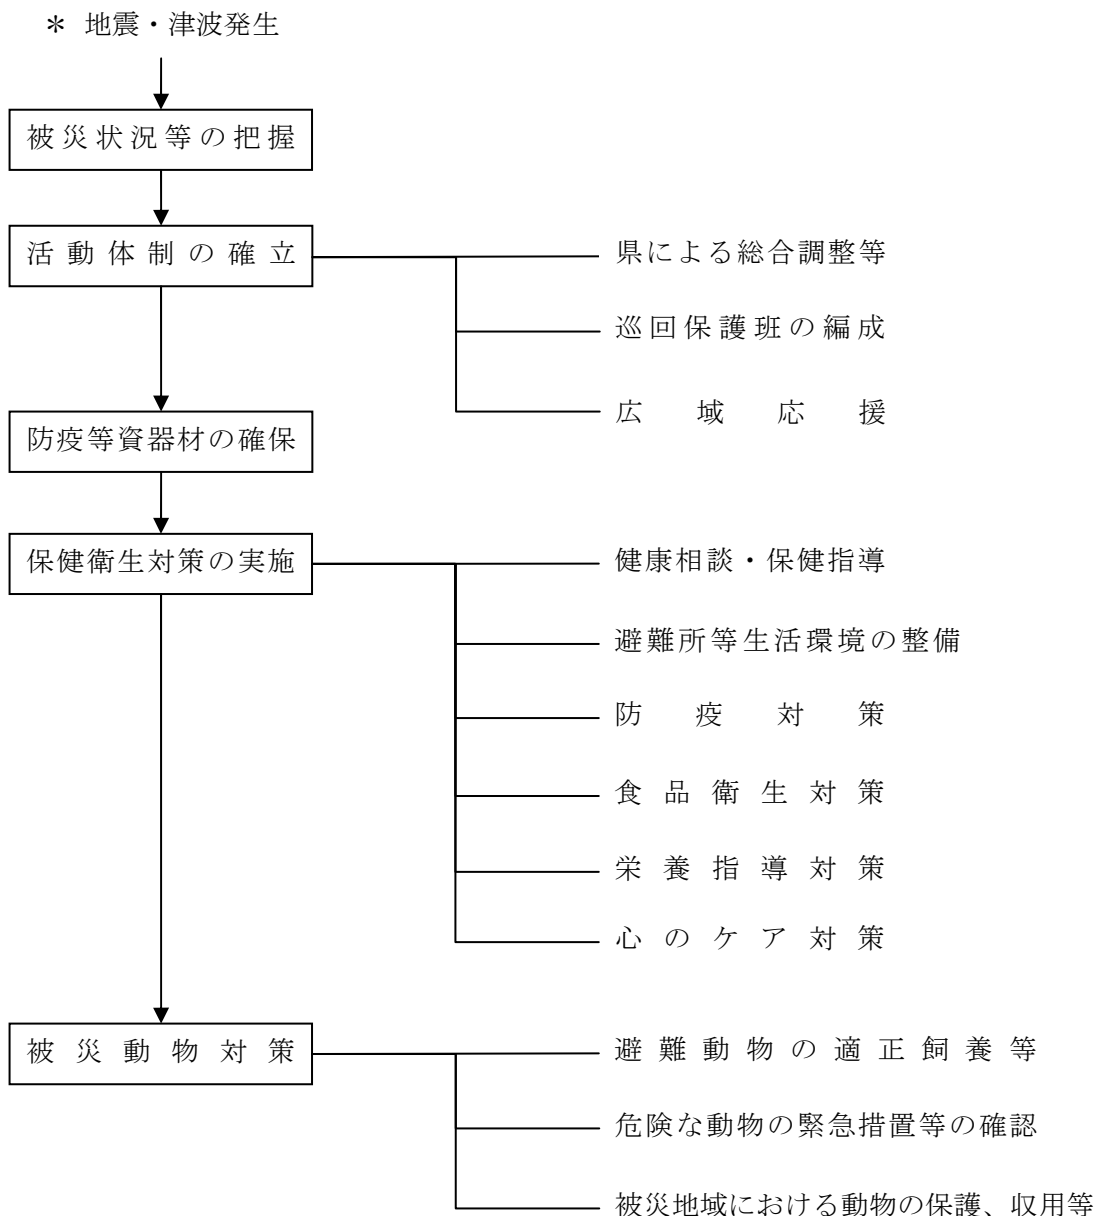 ＊ 地震・津波発生
被災状況等の把握
活動体制の確立
県による総合調整等
巡回保護班の編成
広域応援
防疫等資器材の確保
保健衛生対策の実施
健康相談・保健指導
避難所等生活環境の整備
防疫対策
食品衛生対策
栄養指導対策
心のケア対策
被災動物対策
避難動物の適正飼養等
危険な動物の緊急措置等の確認
被災地域における動物の保護、収用等